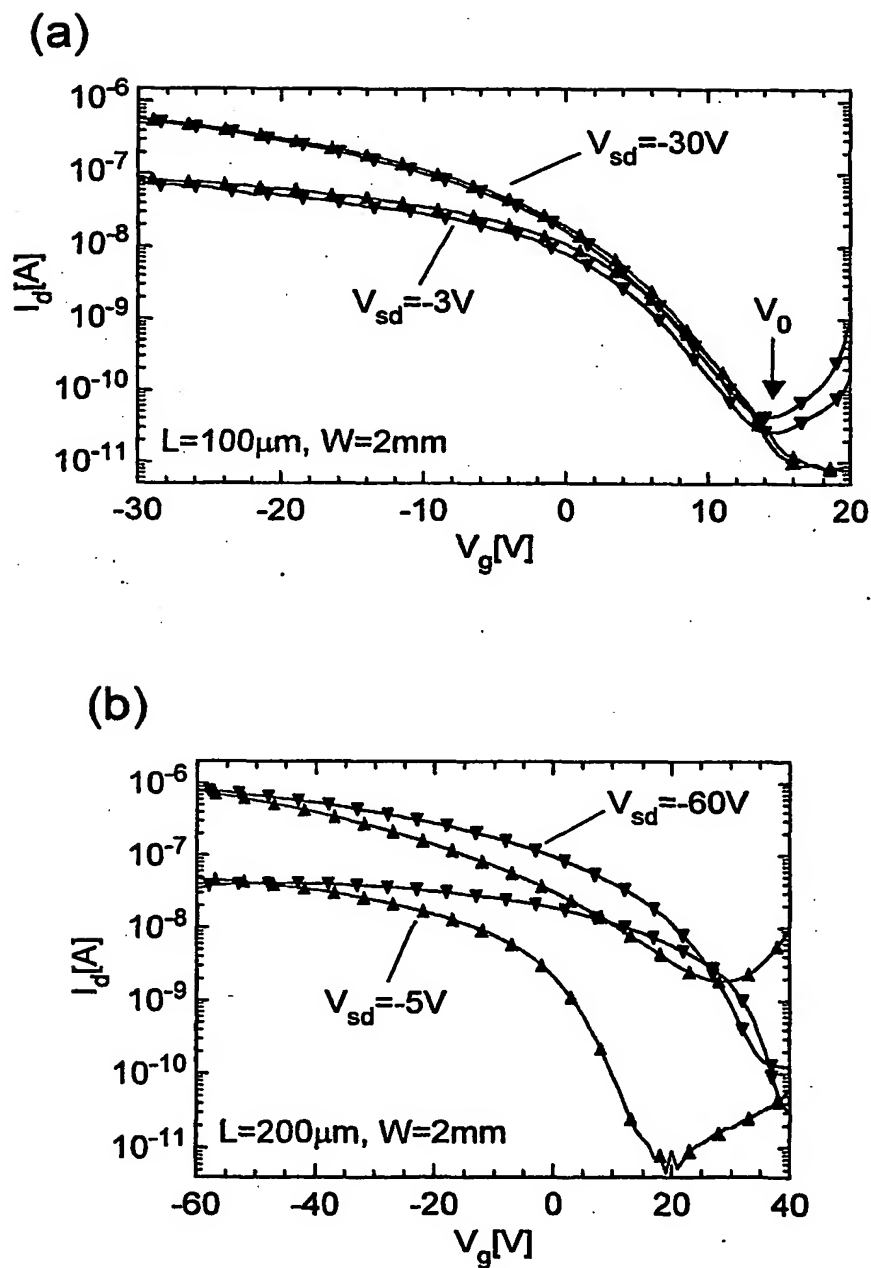 (a)
10⁻⁶
10⁻⁷
10⁻⁸
10⁻⁹
10⁻¹⁰
10⁻¹¹
I_d[A]
V_sd=-30V
V_sd=-3V
V_0
L=100μm, W=2mm
-30 -20 -10 0 10 20
V_g[V]
(b)
10⁻⁶
10⁻⁷
10⁻⁸
10⁻⁹
10⁻¹⁰
10⁻¹¹
I_d[A]
V_sd=-60V
V_sd=-5V
L=200μm, W=2mm
-60 -40 -20 0 20 40
V_g[V]